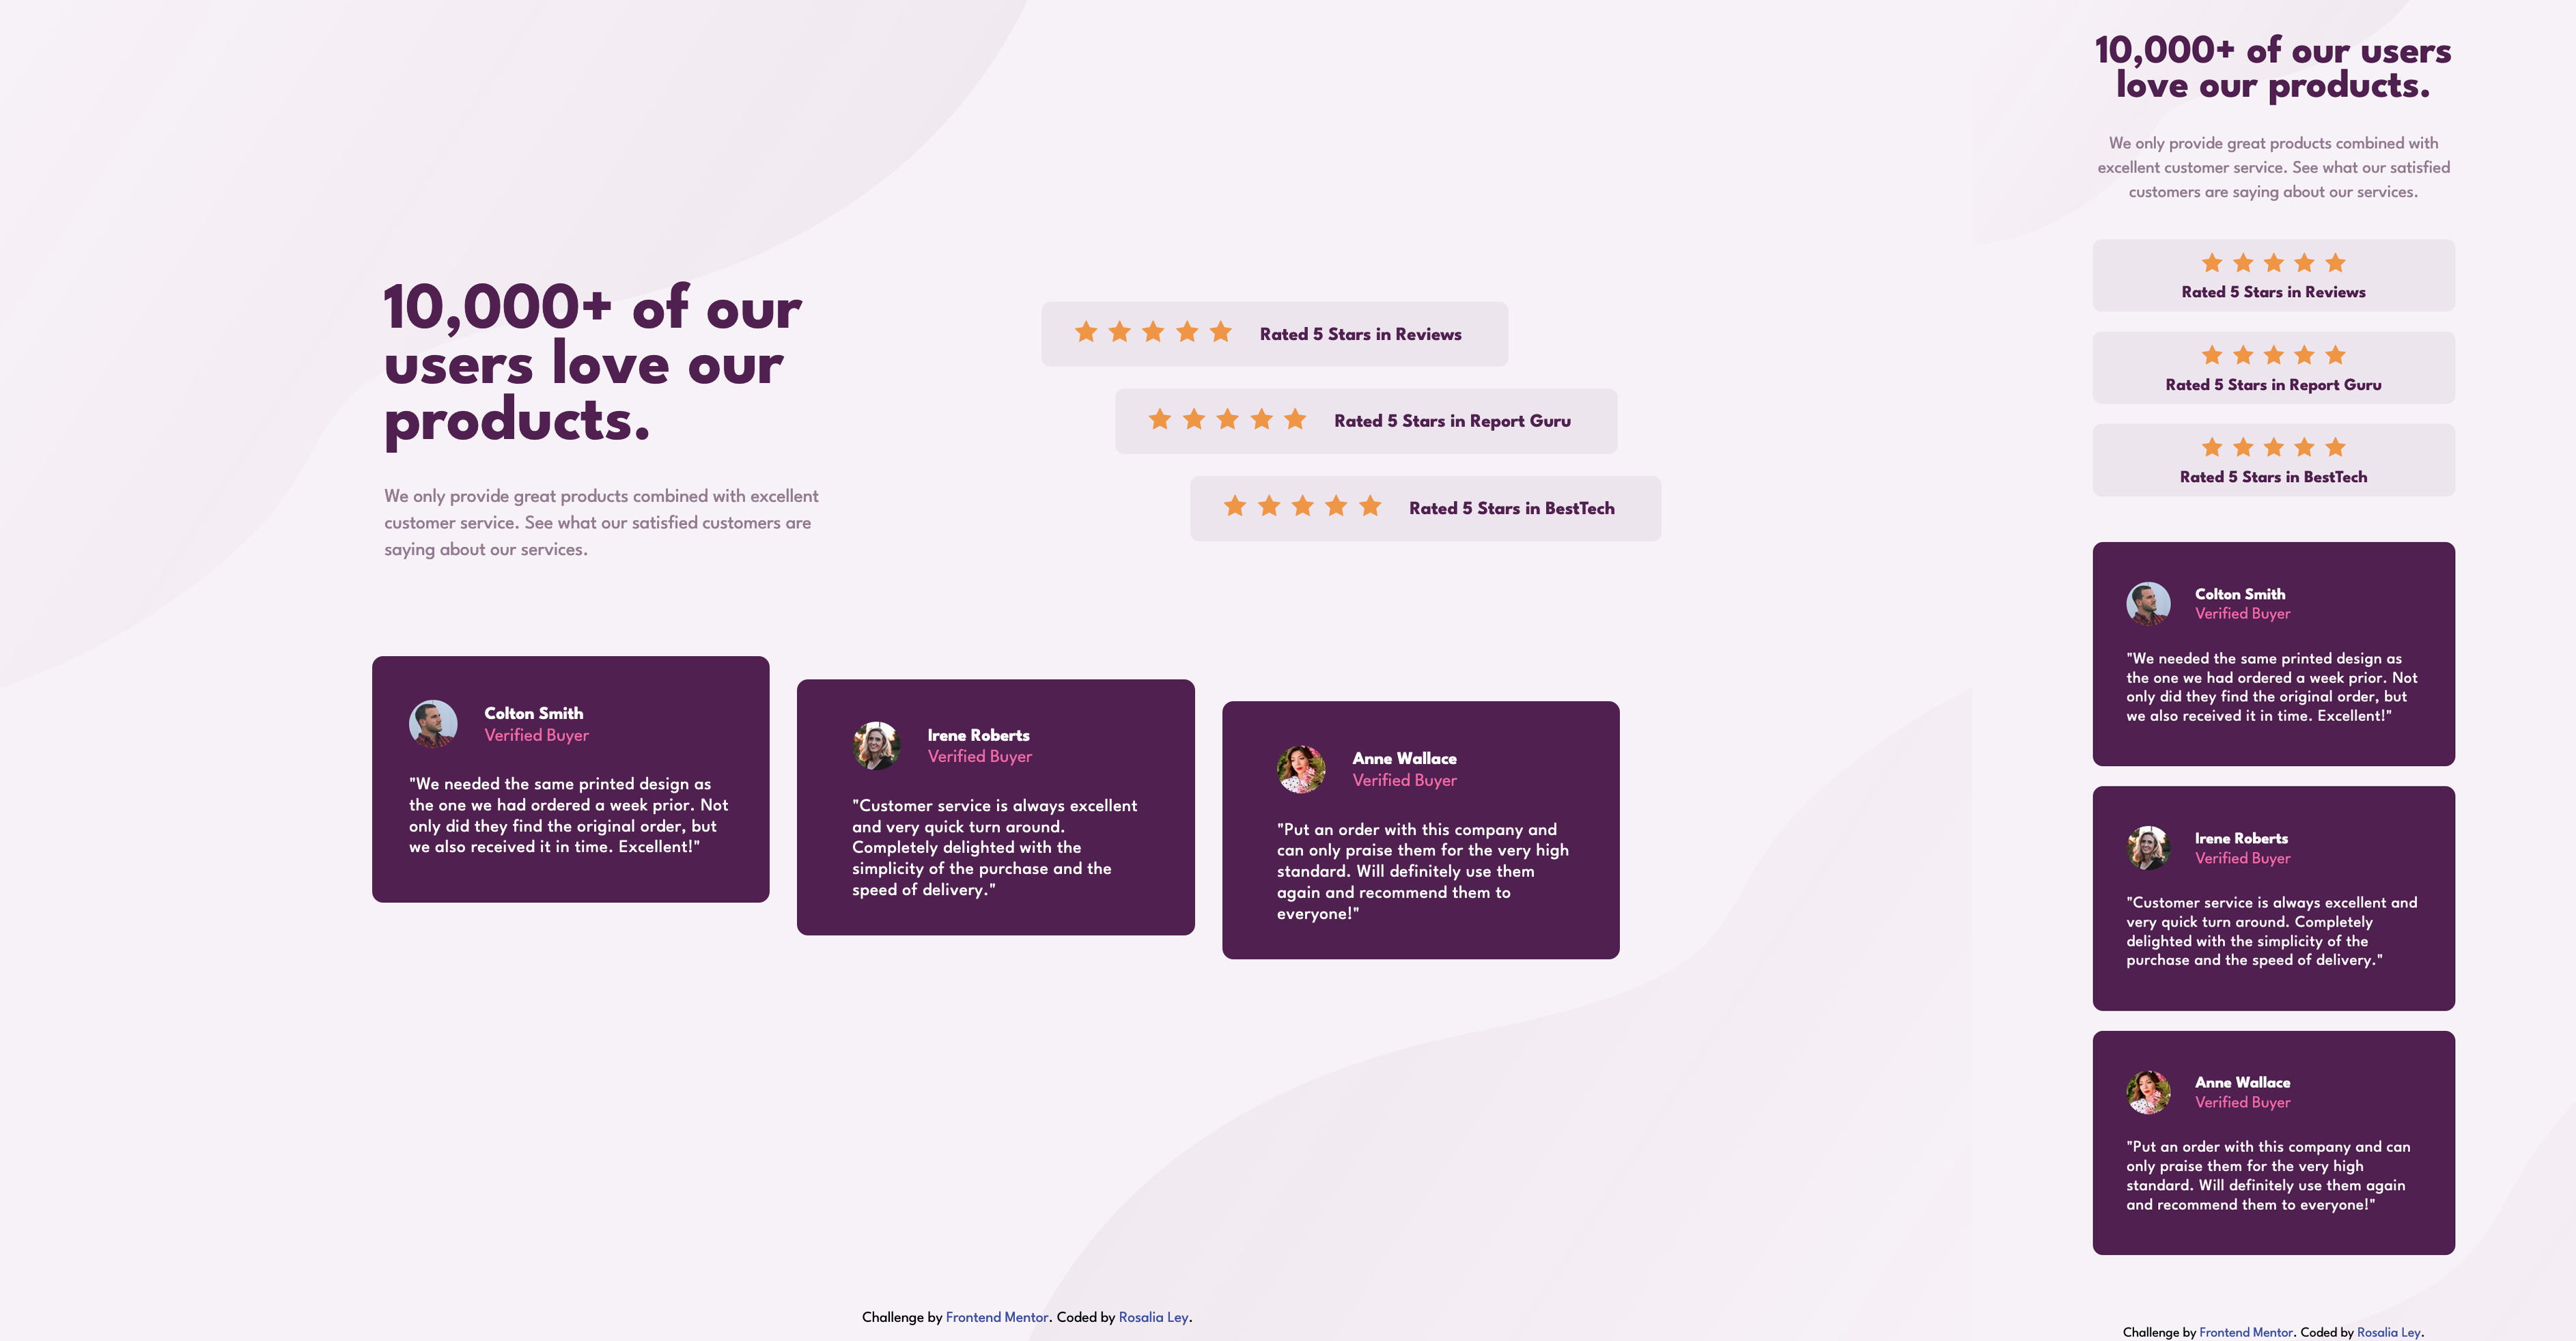 10,000+ of our
users love our
products.
We only provide great products combined with excellent
customer service. See what our satisfied customers are
saying about our services.
Rated 5 Stars in Reviews
Rated 5 Stars in Report Guru
Rated 5 Stars in BestTech
Colton Smith
Verified Buyer
"We needed the same printed design as
the one we had ordered a week prior. Not
only did they find the original order, but
we also received it in time. Excellent!"
Irene Roberts
Verified Buyer
"Customer service is always excellent
and very quick turn around.
Completely delighted with the
simplicity of the purchase and the
speed of delivery."
Anne Wallace
Verified Buyer
"Put an order with this company and
can only praise them for the very high
standard. Will definitely use them
again and recommend them to
everyone!"
Challenge by Frontend Mentor. Coded by Rosalia Ley.
10,000+ of our users
love our products.
We only provide great products combined with
excellent customer service. See what our satisfied
customers are saying about our services.
Rated 5 Stars in Reviews
Rated 5 Stars in Report Guru
Rated 5 Stars in BestTech
Colton Smith
Verified Buyer
"We needed the same printed design as
the one we had ordered a week prior. Not
only did they find the original order, but
we also received it in time. Excellent!"
Irene Roberts
Verified Buyer
"Customer service is always excellent and
very quick turn around. Completely
delighted with the simplicity of the
purchase and the speed of delivery."
Anne Wallace
Verified Buyer
"Put an order with this company and can
only praise them for the very high
standard. Will definitely use them again
and recommend them to everyone!"
Challenge by Frontend Mentor. Coded by Rosalia Ley.